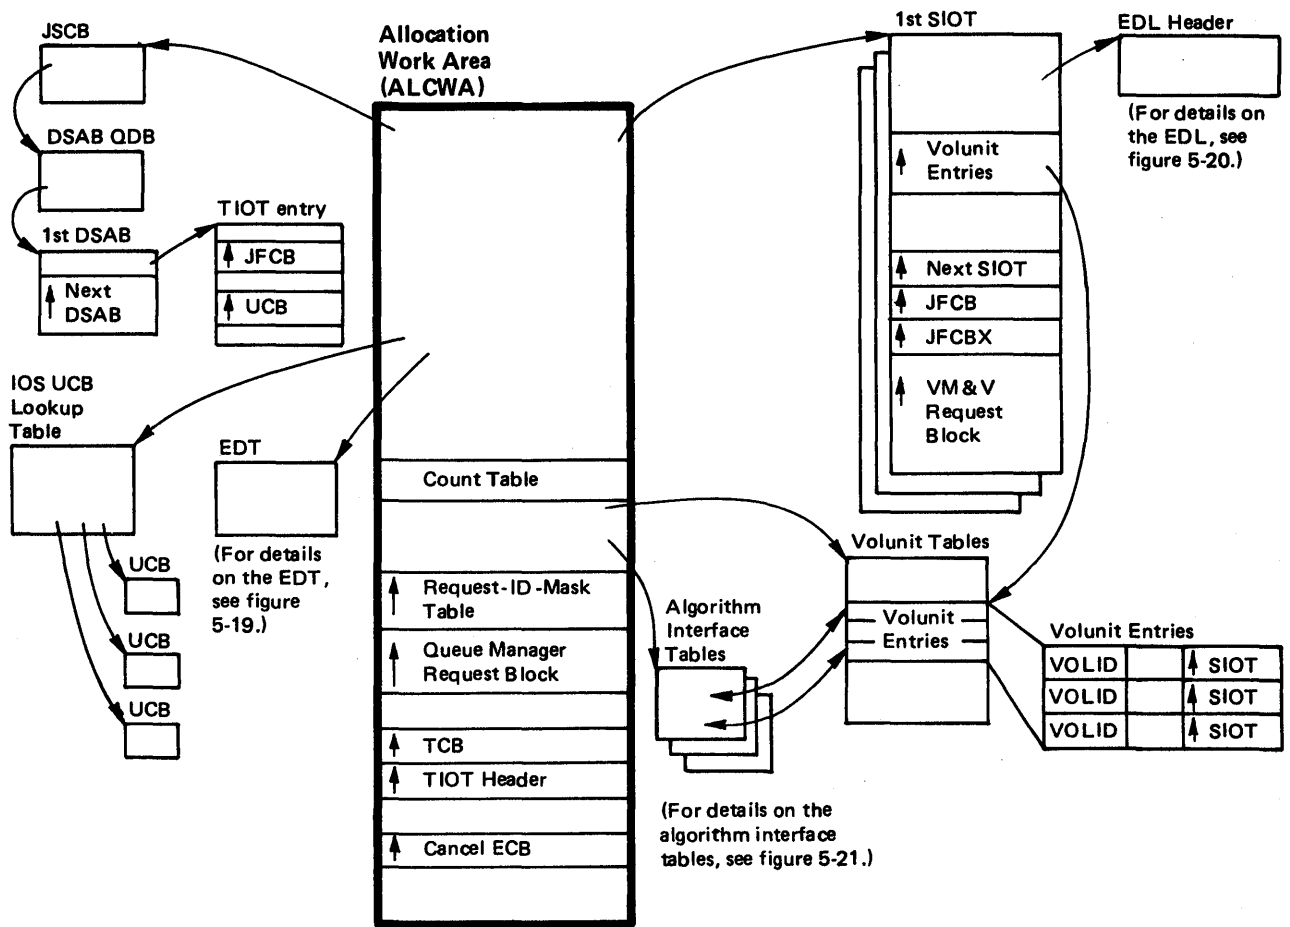 JSCB
DSAB QDB
1st DSAB
Next
DSAB
TIOT entry
JFCB
UCB
IOS UCB
Lookup
Table
UCB
UCB
UCB
EDT
(For details
on the EDT,
see figure
5-19.)
Allocation
Work Area
(ALCWA)
Count Table
Request-ID-Mask
Table
Queue Manager
Request Block
TCB
TIOT Header
Cancel ECB
1st SIOT
Volunit
Entries
Next SIOT
JFCB
JFCBX
VM&V
Request
Block
EDL Header
(For details on
the EDL, see
figure 5-20.)
Algorithm
Interface
Tables
(For details on the
algorithm interface
tables, see figure 5-21.)
Volunit Tables
Volunit
Entries
Volunit Entries
VOLID SIOT
VOLID SIOT
VOLID SIOT